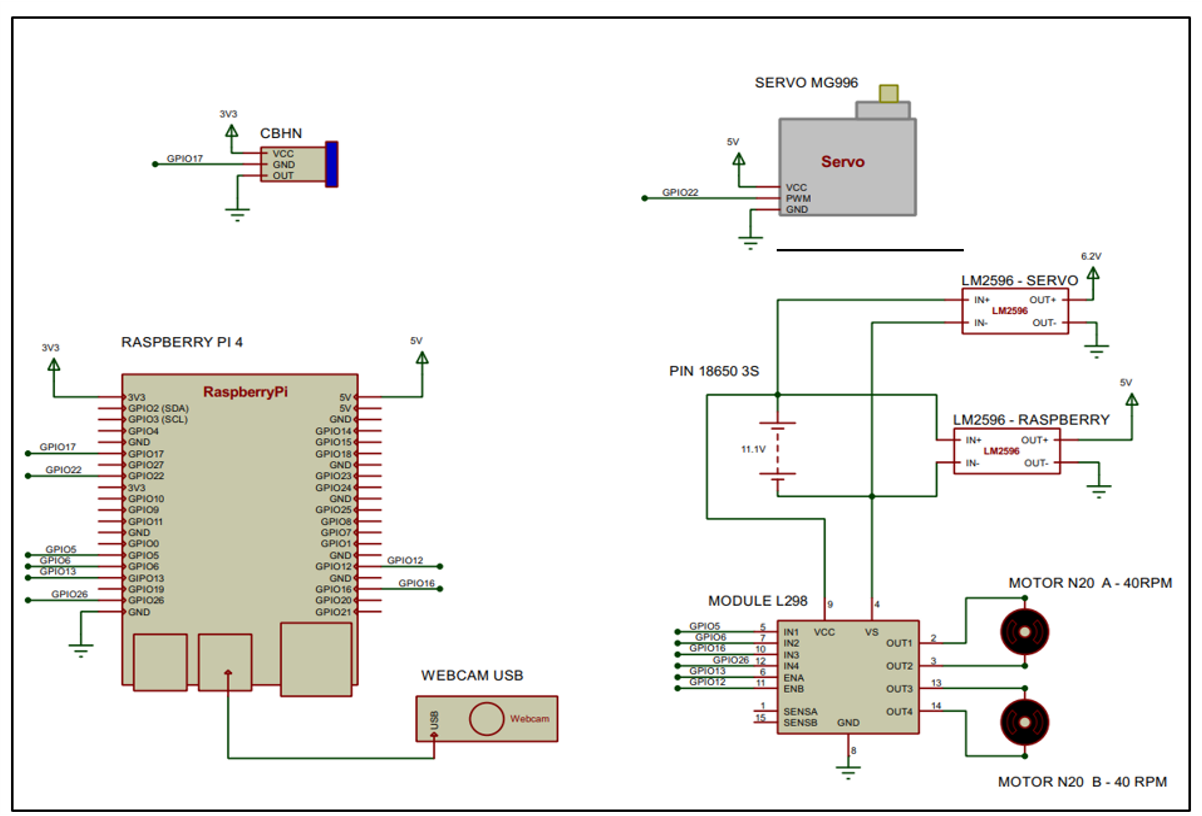 SERVO MG996
3V3
CBHN
GPIO17
VCC
GND
OUT
5V
Servo
GPIO22
VCC
PWM
GND
6.2V
LM2596 - SERVO
IN+
OUT+
LM2596
IN-
OUT-
3V3
RASPBERRY PI 4
5V
PIN 18650 3S
11.1V
5V
LM2596 - RASPBERRY
IN+
OUT+
LM2596
IN-
OUT-
RaspberryPi
3V3
GPIO2 (SDA)
GPIO3 (SCL)
GPIO4
GND
GPIO17
GPIO27
GPIO22
3V3
GPIO10
GPIO9
GPIO11
GND
GPIO0
GPIO5
GPIO6
GIPO13
GPIO19
GPIO26
GND
5V
5V
GND
GPIO14
GPIO15
GPIO18
GND
GPIO23
GPIO24
GND
GPIO25
GPIO8
GPIO7
GPIO1
GND
GPIO12
GND
GPIO16
GPIO20
GPIO21
GPIO17
GPIO22
GPIO5
GPIO6
GPIO13
GPIO26
GPIO12
GPIO16
WEBCAM USB
USB
Webcam
MODULE L298
9
4
MOTOR N20 A - 40RPM
GPIO5 5 IN1
GPIO6 7 IN2
GPIO16 10 IN3
GPIO26 12 IN4
GPIO13 6 ENA
GPIO12 11 ENB
1 SENSA
15 SENSB
VCC
VS
OUT1 2
OUT2 3
OUT3 13
OUT4 14
GND
8
MOTOR N20 B - 40 RPM